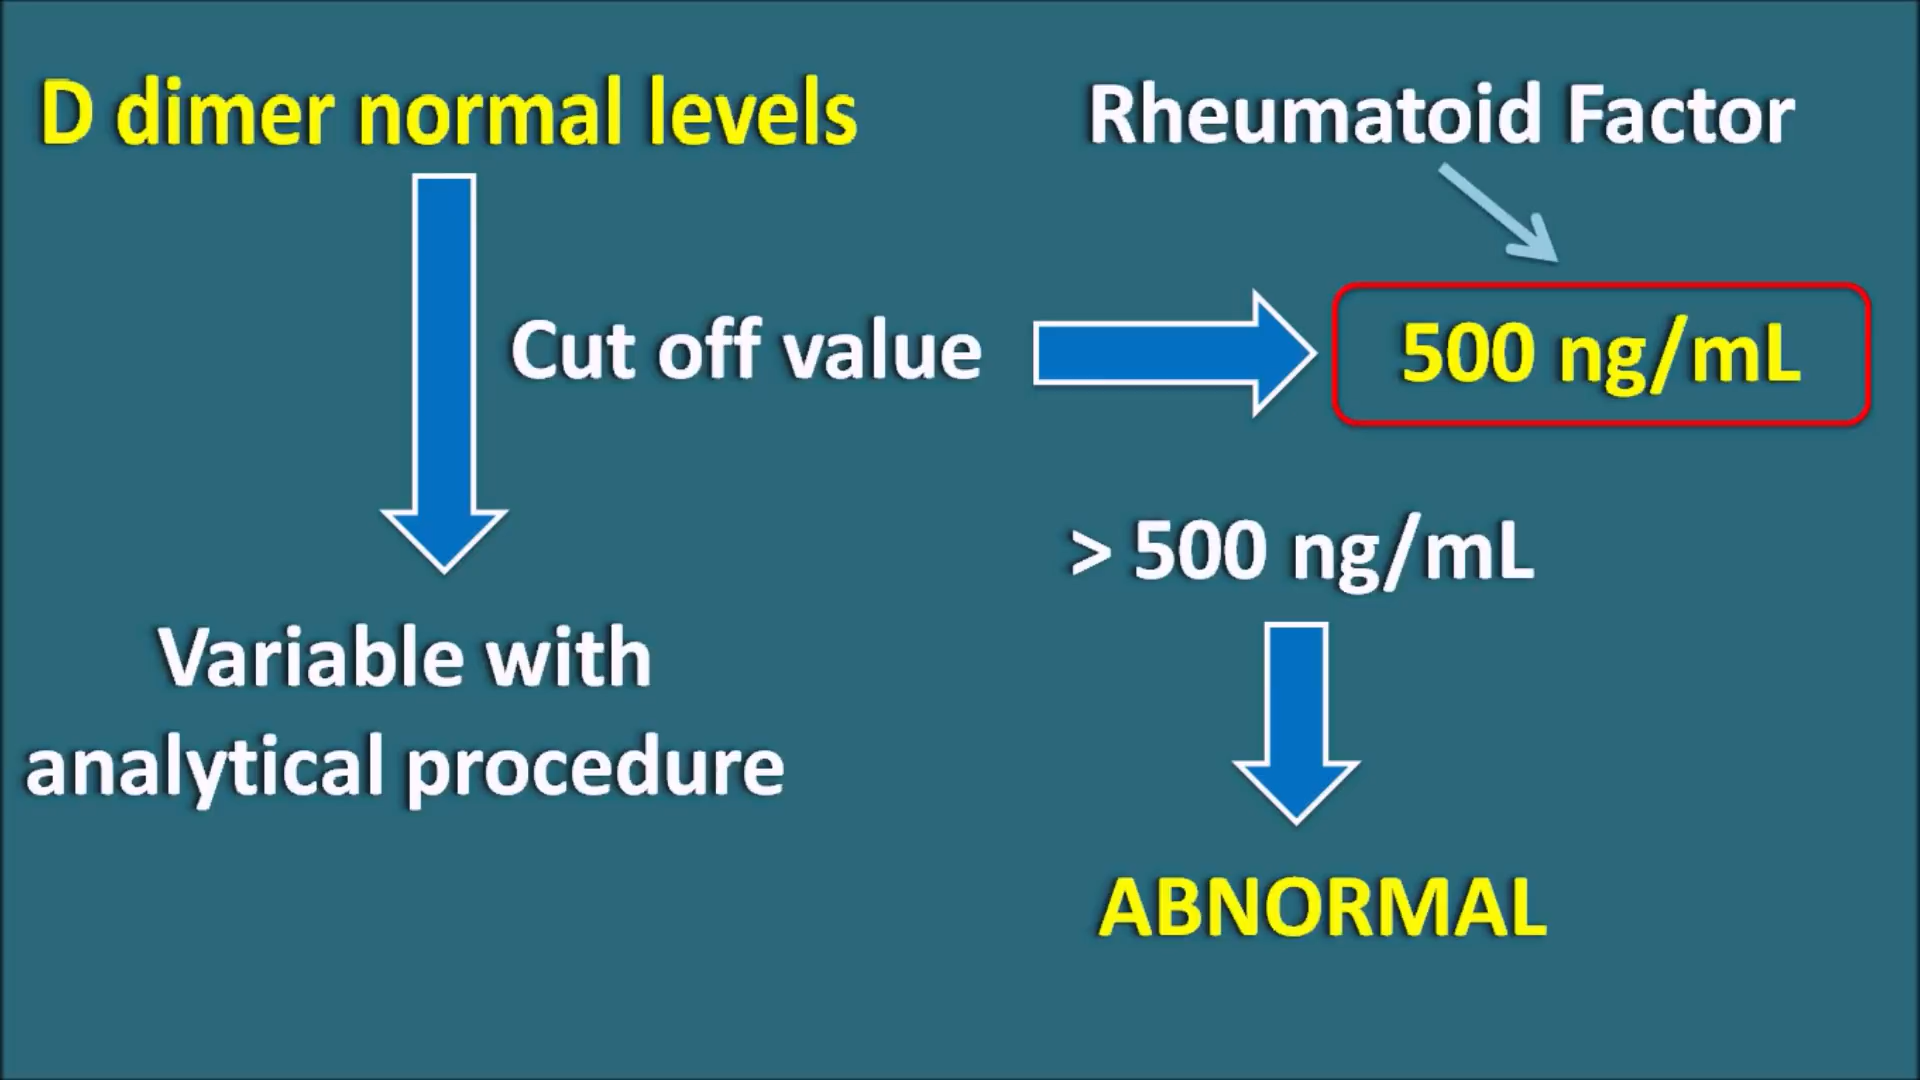 D dimer normal levels
Rheumatoid Factor
Cut off value
500 ng/mL
> 500 ng/mL
Variable with
analytical procedure
ABNORMAL